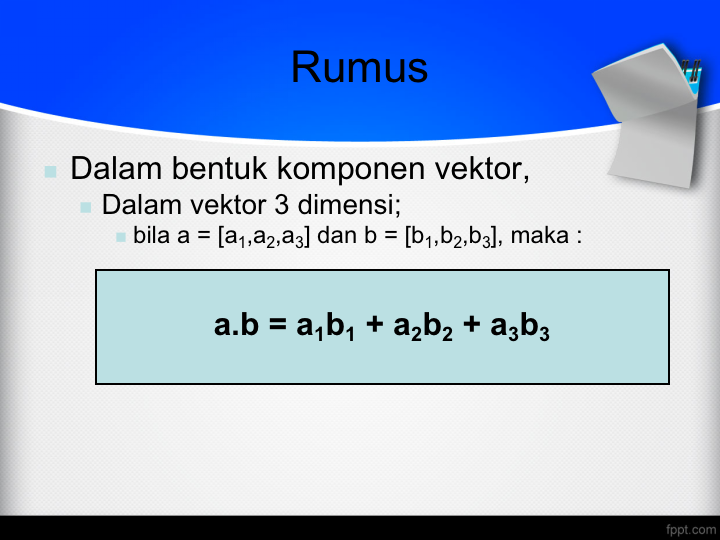 Rumus
Dalam bentuk komponen vektor,
Dalam vektor 3 dimensi;
bila a = [a₁,a₂,a₃] dan b = [b₁,b₂,b₃], maka :
a.b = a₁b₁ + a₂b₂ + a₃b₃
fppt.com